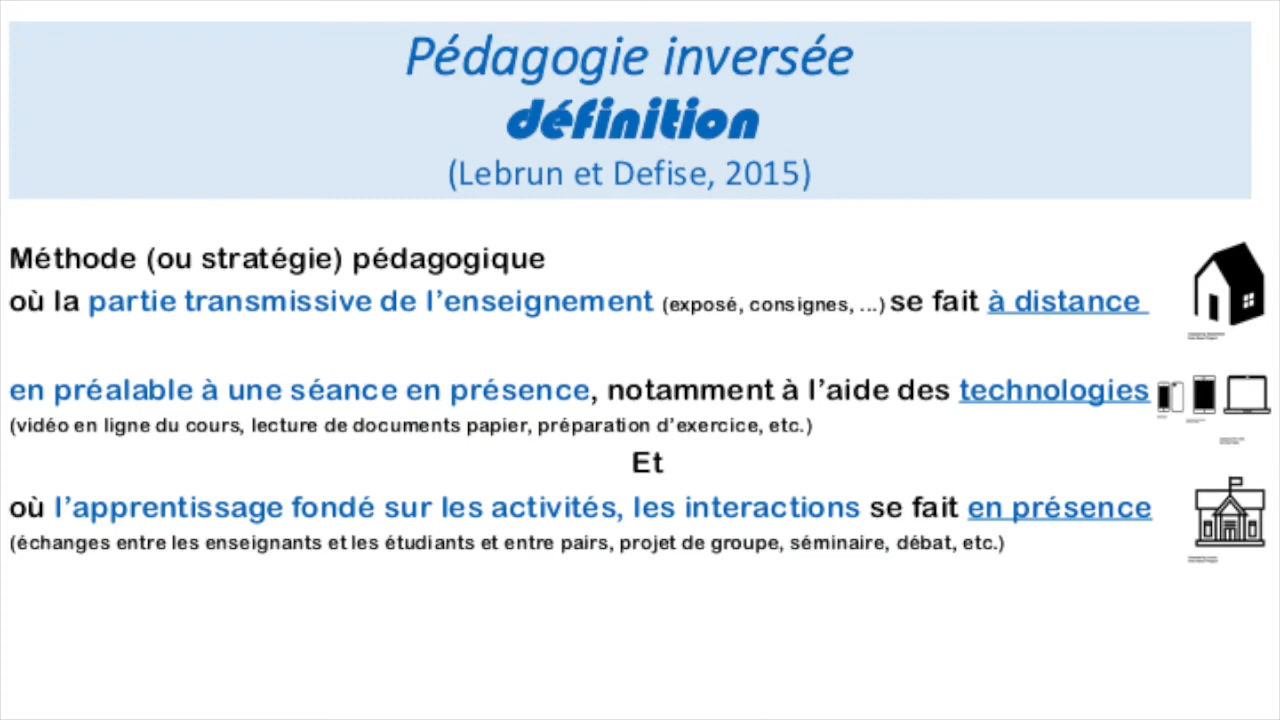 Pédagogie inversée
définition
(Lebrun et Defise, 2015)
Méthode (ou stratégie) pédagogique
où la partie transmissive de l’enseignement (exposé, consignes, ...) se fait à distance
en préalable à une séance en présence, notamment à l’aide des technologies
(vidéo en ligne du cours, lecture de documents papier, préparation d’exercice, etc.)
Et
où l’apprentissage fondé sur les activités, les interactions se fait en présence
(échanges entre les enseignants et les étudiants et entre pairs, projet de groupe, séminaire, débat, etc.)